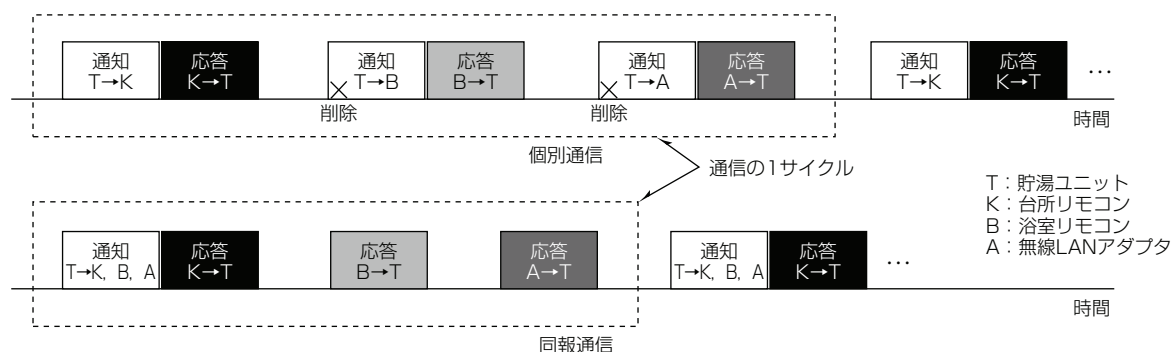 通知
T→K
応答
K→T
通知
T→B
応答
B→T
通知
T→A
応答
A→T
通知
T→K
応答
K→T
…
削除
削除
時間
個別通信
通信の1サイクル
T：貯湯ユニット
K：台所リモコン
B：浴室リモコン
A：無線LANアダプタ
通知
T→K, B, A
応答
K→T
応答
B→T
応答
A→T
通知
T→K, B, A
応答
K→T
…
時間
同報通信